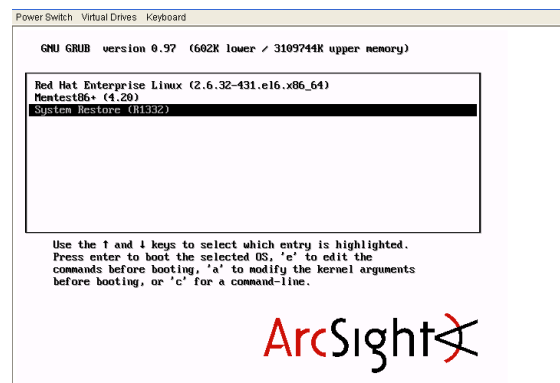 Power Switch Virtual Drives Keyboard
GNU GRUB version 0.97 (602K lower / 3109744K upper memory)
Red Hat Enterprise Linux (2.6.32-431.el6.x86_64)
Memtest86+ (4.20)
System Restore (R1332)
Use the ↑ and ↓ keys to select which entry is highlighted.
Press enter to boot the selected OS, 'e' to edit the
commands before booting, 'a' to modify the kernel arguments
before booting, or 'c' for a command-line.
ArcSight